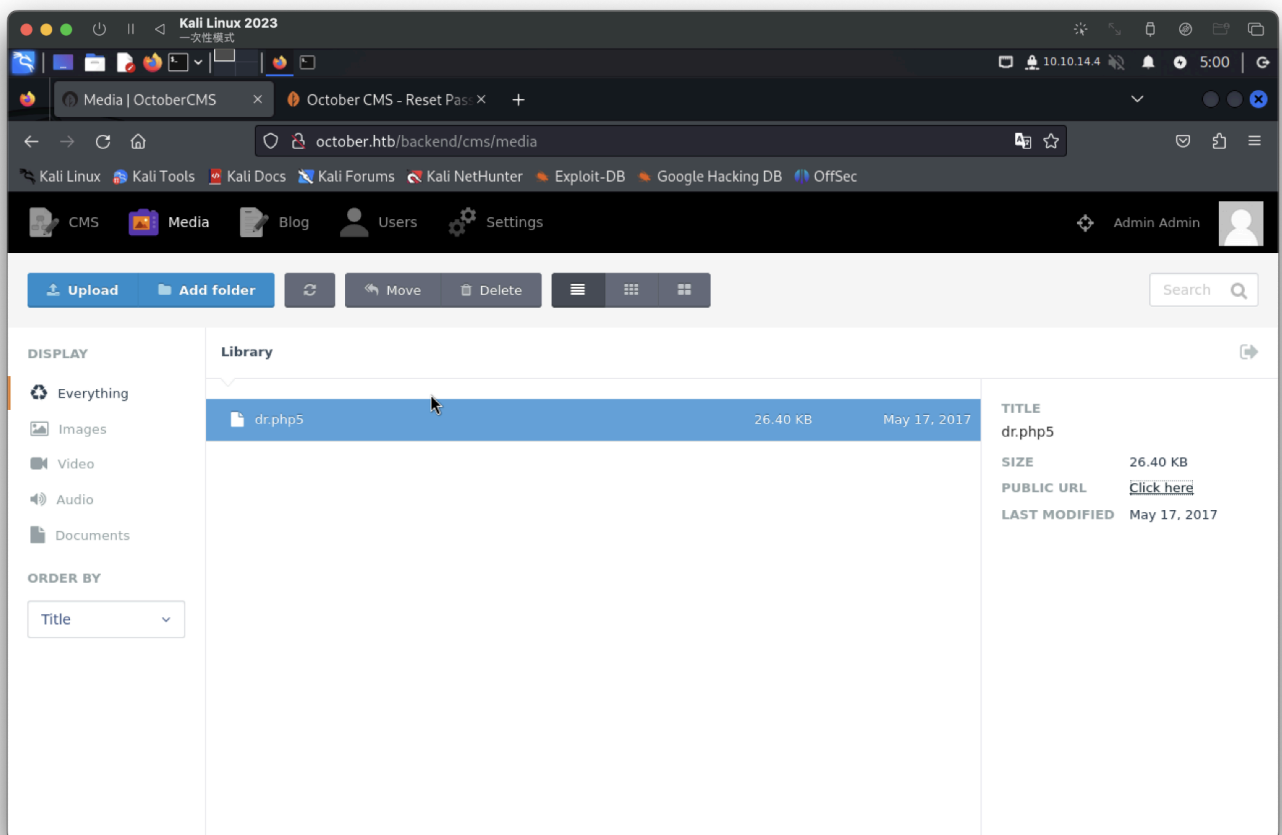 Kali Linux 2023
一次性模式
10.10.14.4 5:00
Media | OctoberCMS October CMS - Reset Pas
october.htb/backend/cms/media
Kali Linux Kali Tools Kali Docs Kali Forums Kali NetHunter Exploit-DB Google Hacking DB OffSec
CMS Media Blog Users Settings Admin Admin
Upload Add folder Move Delete Search
DISPLAY
Library
Everything
Images
Video
Audio
Documents
ORDER BY
Title
dr.php5 26.40 KB May 17, 2017
TITLE
dr.php5
SIZE 26.40 KB
PUBLIC URL Click here
LAST MODIFIED May 17, 2017